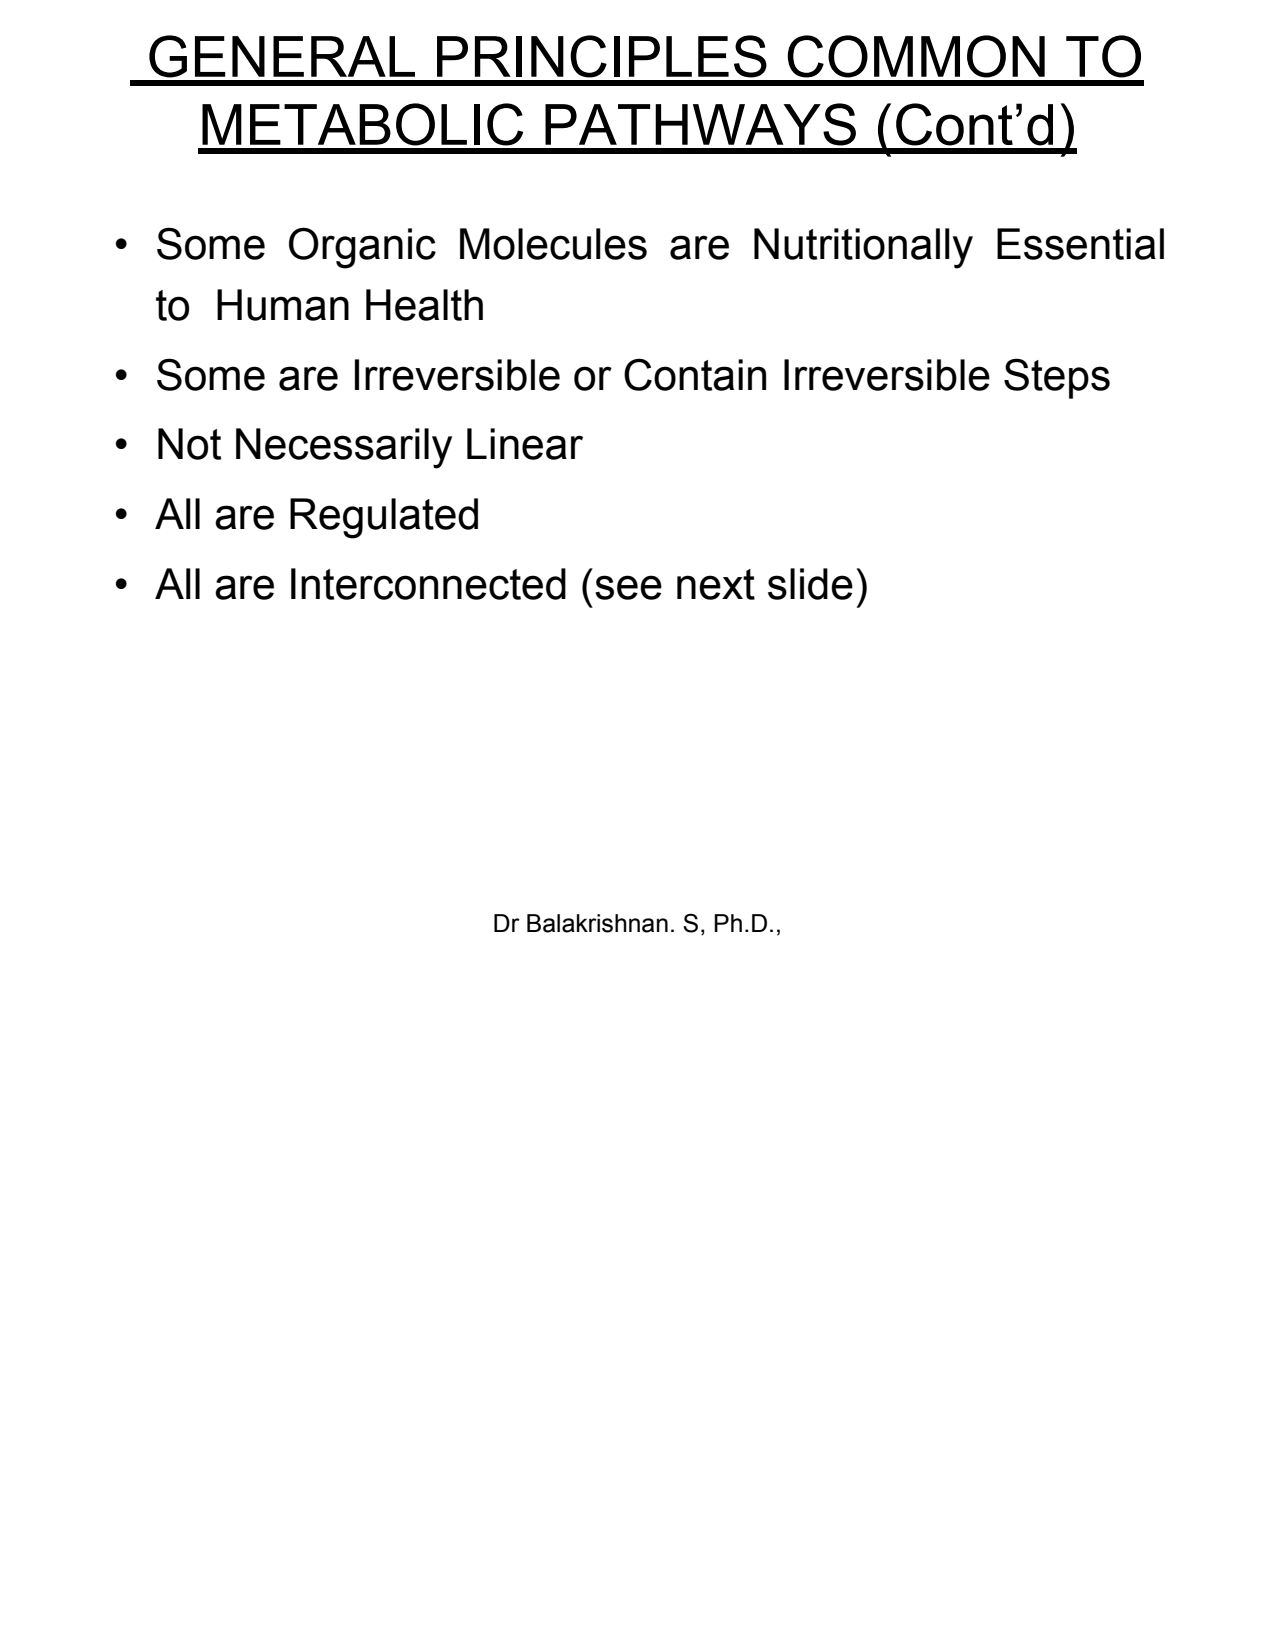 GENERAL PRINCIPLES COMMON TO
METABOLIC PATHWAYS (Cont’d)
• Some Organic Molecules are Nutritionally Essential
to Human Health
• Some are Irreversible or Contain Irreversible Steps
• Not Necessarily Linear
• All are Regulated
• All are Interconnected (see next slide)
Dr Balakrishnan. S, Ph.D.,